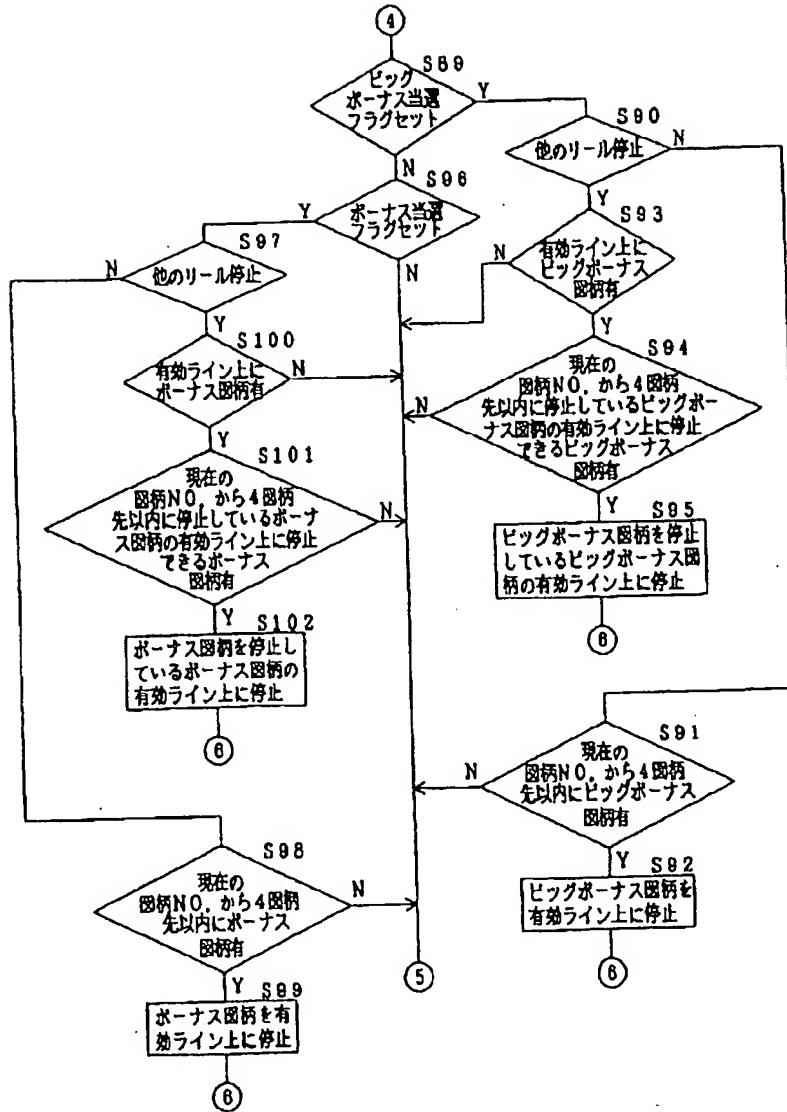 ④
S89
ビッグ
ボーナス当選
フラグセット
Y
N
S90
他のリール停止
N
Y
S96
ボーナス当選
フラグセット
Y
N
S93
有効ライン上に
ビッグボーナス
図柄有
N
Y
S97
他のリール停止
N
Y
S100
有効ライン上に
ボーナス図柄有
N
Y
S94
現在の
図柄NO.から4図柄
先以内に停止しているビッグボー
ナス図柄の有効ライン上に停止
できるビッグボーナス
図柄有
N
Y
S101
現在の
図柄NO.から4図柄
先以内に停止しているボーナ
ス図柄の有効ライン上に停止
できるボーナス
図柄有
N
Y
S95
ビッグボーナス図柄を停止
しているビッグボーナス図
柄の有効ライン上に停止
⑥
S102
ボーナス図柄を停止し
ているボーナス図柄の
有効ライン上に停止
⑥
S91
現在の
図柄NO.から4図柄
先以内にビッグボーナス
図柄有
N
Y
S92
ビッグボーナス図柄を
有効ライン上に停止
⑥
S98
現在の
図柄NO.から4図柄
先以内にボーナス
図柄有
N
Y
S99
ボーナス図柄を有
効ライン上に停止
⑥
⑤